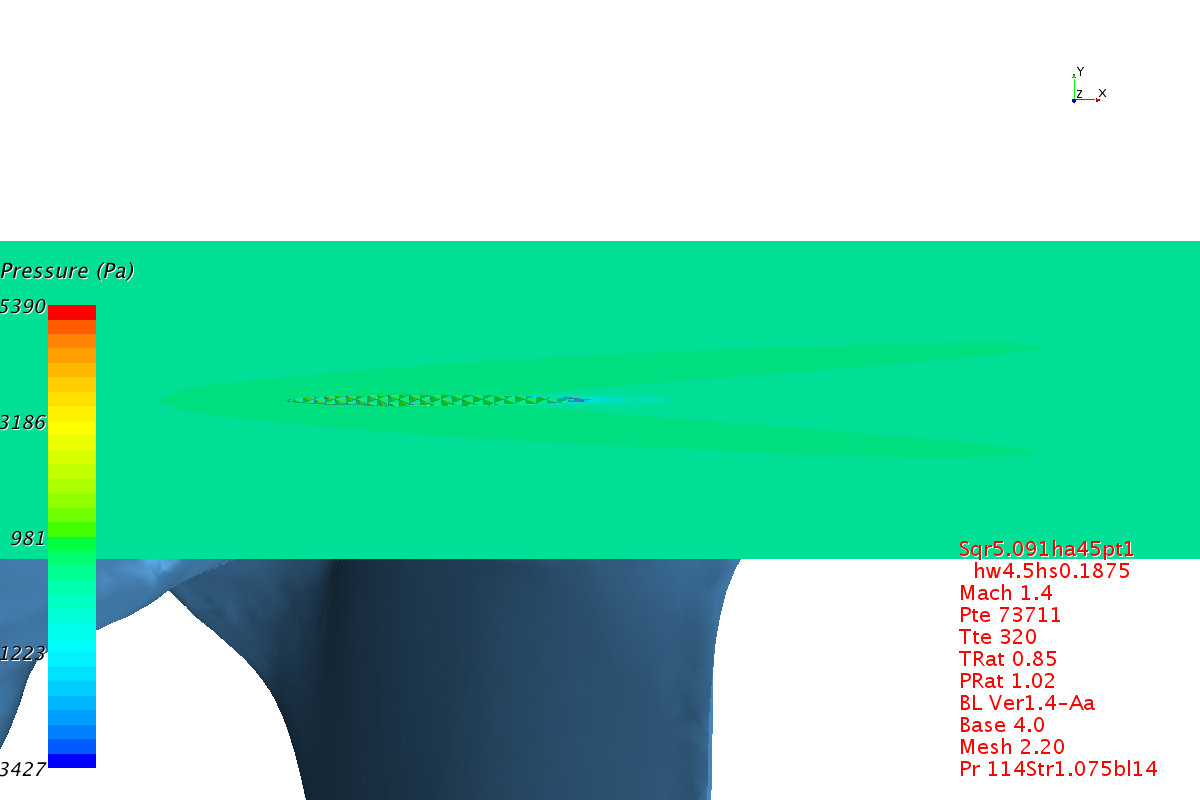 Y
Z X
Pressure (Pa)
5390
3186
981
1223
3427
Sqr5.091ha45pt1
hw4.5hs0.1875
Mach 1.4
Pte 73711
Tte 320
TRat 0.85
PRat 1.02
BL Ver1.4-Aa
Base 4.0
Mesh 2.20
Pr 114Str1.075bl14